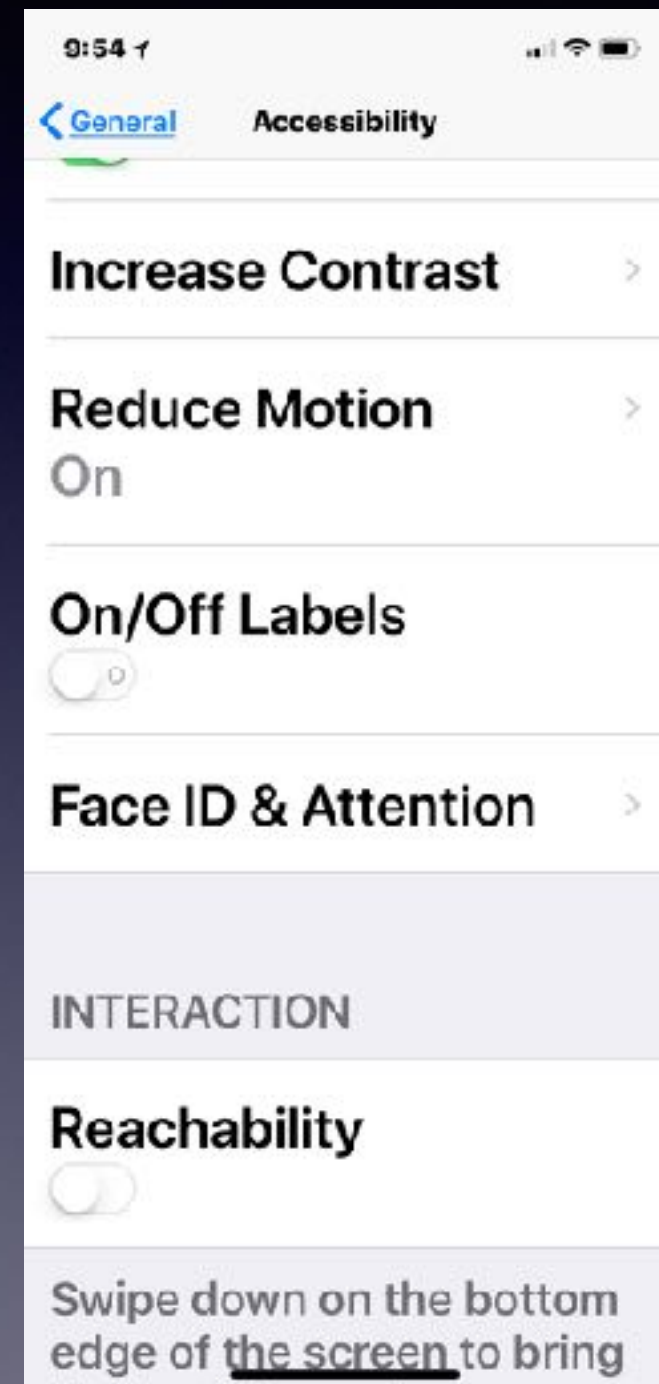 9:54
General Accessibility
Increase Contrast
Reduce Motion
On
On/Off Labels
Face ID & Attention
INTERACTION
Reachability
Swipe down on the bottom
edge of the screen to bring